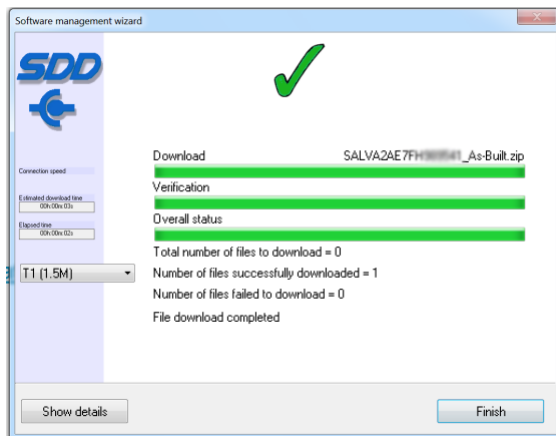 Software management wizard
SDD
Download
SALVA2AE7FH _As-Built.zip
Connection speed
Verification
Estimated download time
00h:00m:03s
Overall status
Elapsed time
00h:00m:02s
Total number of files to download = 0
T1 (1.5M)
Number of files successfully downloaded = 1
Number of files failed to download = 0
File download completed
Show details
Finish